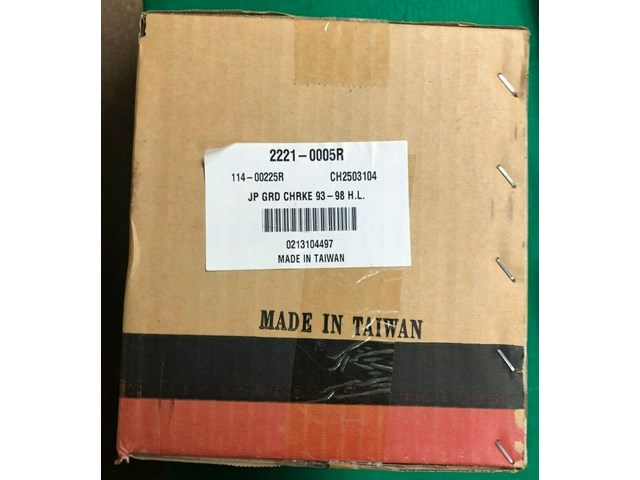 2221-0005R
114-00225R CH2503104
JP GRD CHRKE 93-98 H.L.
0213104497
MADE IN TAIWAN
MADE IN TAIWAN